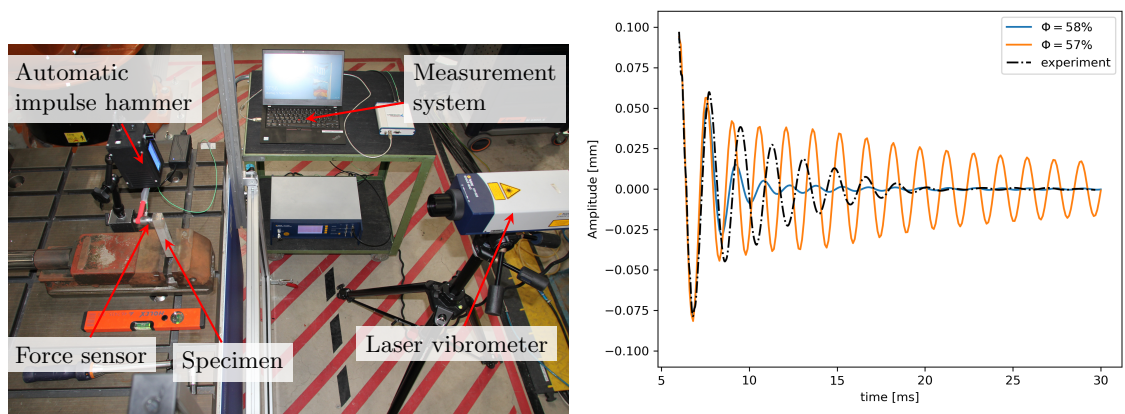 Automatic
impulse hammer
Measurement
system
Force sensor
Specimen
Laser vibrometer
Amplitude [mm]
0.100
0.075
0.050
0.025
0.000
−0.025
−0.050
−0.075
−0.100
Φ = 58%
Φ = 57%
experiment
5
10
15
20
25
30
time [ms]